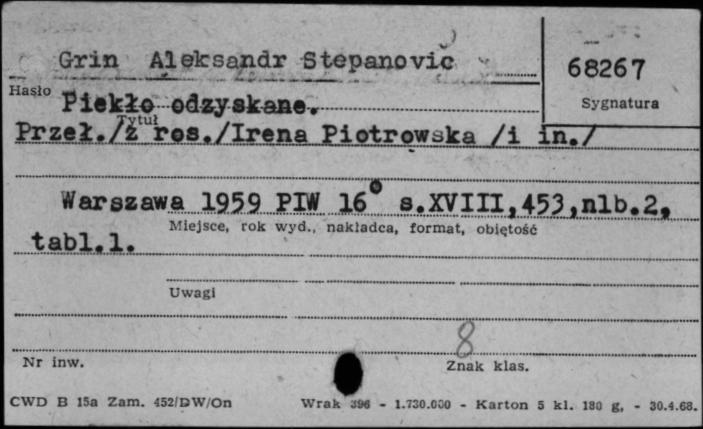 Grin Aleksandr Stepanovic
68267
Hasło
Sygnatura
Piekło odzyskane.
Tytuł
Przeł./z ros./Irena Piotrowska /i in./
Warszawa 1959 PIW 16° s.XVIII,453,nlb.2,
Miejsce, rok wyd., nakładca, format, objętość
tabl.1.
Uwagi
8
Nr inw.
Znak klas.
CWD B 15a Zam. 452/DW/On Wrak 396 - 1.730.000 - Karton 5 kl. 180 g, - 30.4.68.